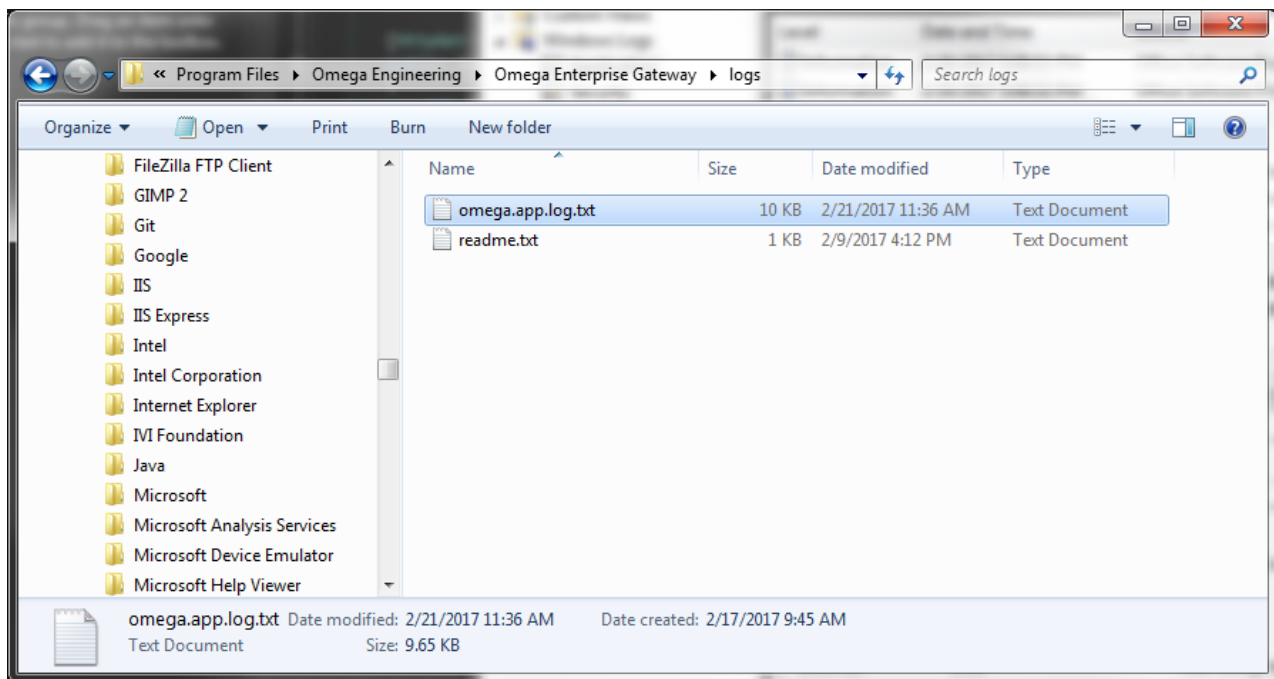 « Program Files ▸ Omega Engineering ▸ Omega Enterprise Gateway ▸ logs Search logs
Organize Open Print Burn New folder
FileZilla FTP Client
GIMP 2
Git
Google
IIS
IIS Express
Intel
Intel Corporation
Internet Explorer
IVI Foundation
Java
Microsoft
Microsoft Analysis Services
Microsoft Device Emulator
Microsoft Help Viewer
Name Size Date modified Type
omega.app.log.txt 10 KB 2/21/2017 11:36 AM Text Document
readme.txt 1 KB 2/9/2017 4:12 PM Text Document
omega.app.log.txt Date modified: 2/21/2017 11:36 AM Date created: 2/17/2017 9:45 AM
Text Document Size: 9.65 KB